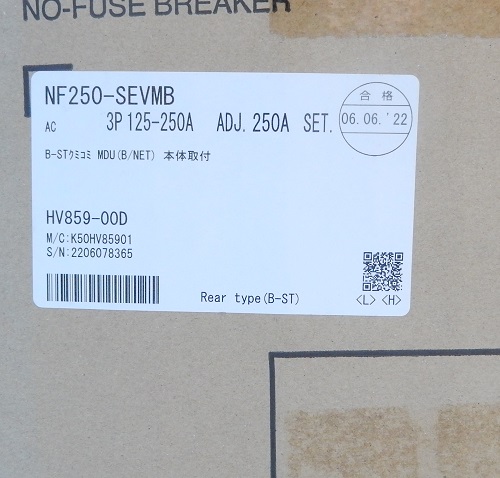 NO-FUSE BREAKER
NF250-SEVMB
合格
AC 3P 125-250A ADJ. 250A SET.
06.06.'22
B-STｸﾐｺﾐ MDU(B/NET) 本体取付
HV859-00D
M/C:K50HV85901
S/N:2206078365
Rear type(B-ST)
<L> <H>